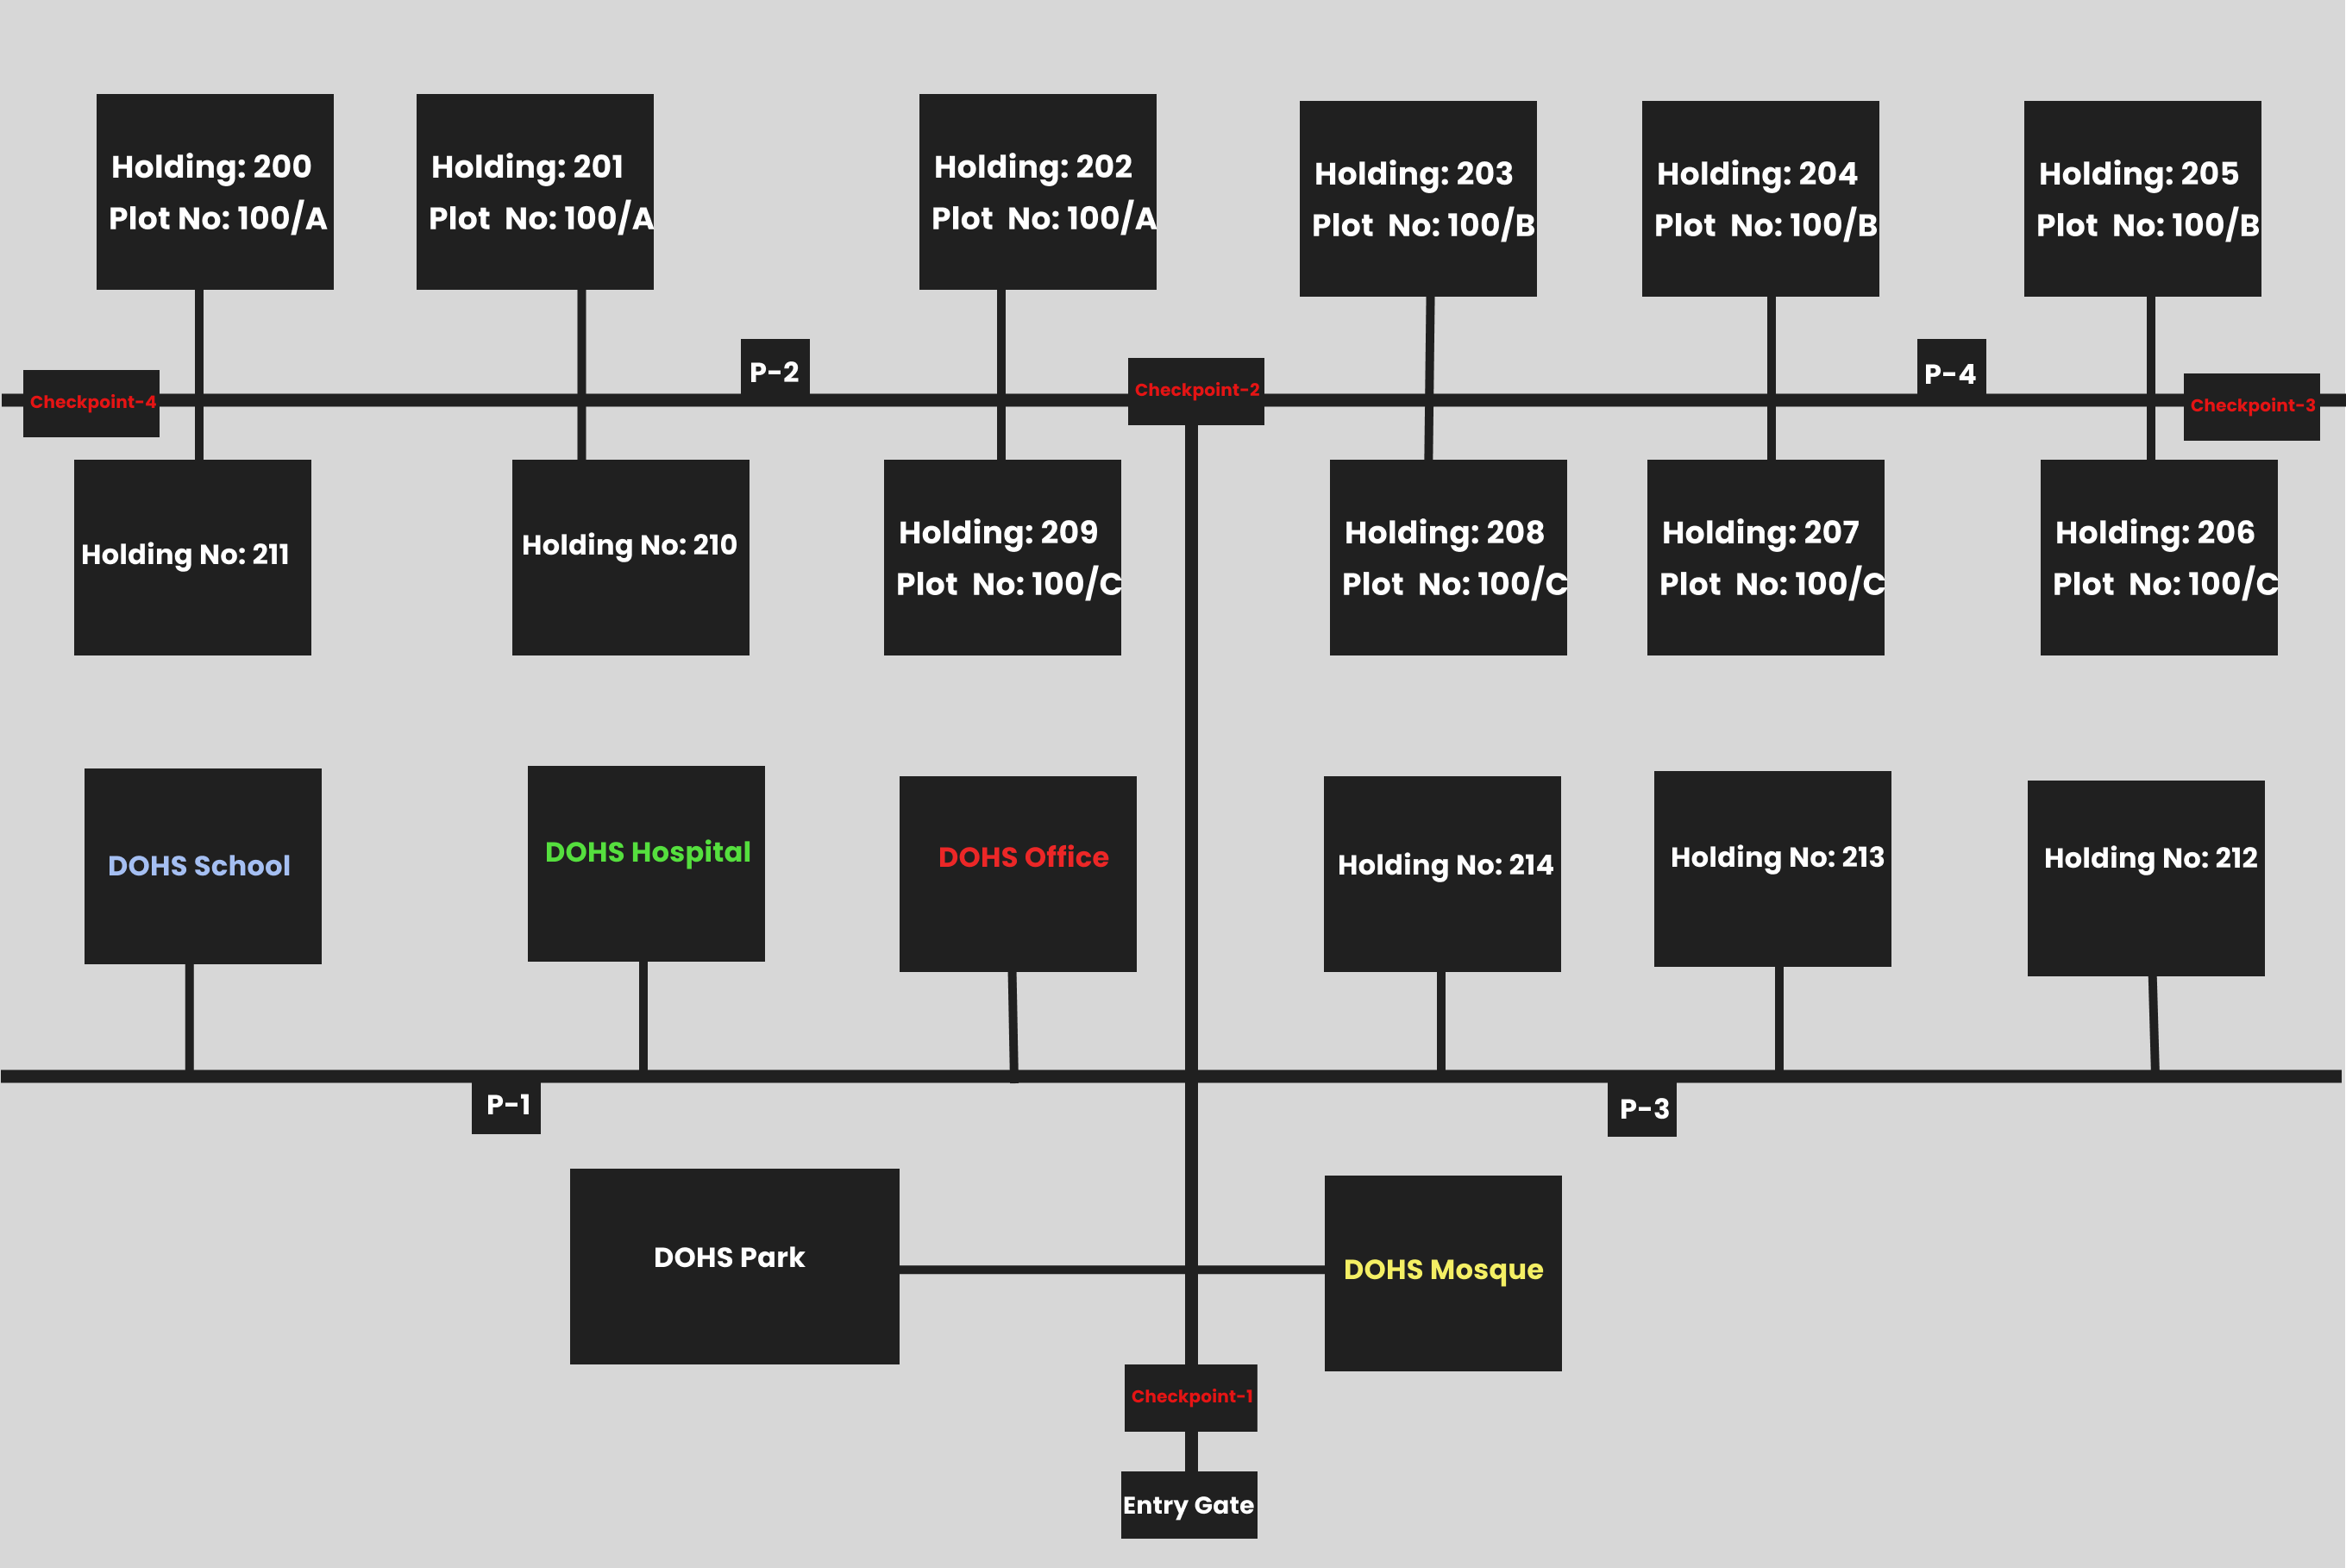 Holding: 200
Plot No: 100/A
Holding: 201
Plot  No: 100/A
Holding: 202
Plot  No: 100/A
Holding: 203
Plot  No: 100/B
Holding: 204
Plot  No: 100/B
Holding: 205
Plot  No: 100/B
P-2
P-4
Checkpoint-4
Checkpoint-2
Checkpoint-3
Holding No: 211
Holding No: 210
Holding: 209
Plot  No: 100/C
Holding: 208
Plot  No: 100/C
Holding: 207
Plot  No: 100/C
Holding: 206
Plot  No: 100/C
DOHS School
DOHS Hospital
DOHS Office
Holding No: 214
Holding No: 213
Holding No: 212
P-1
P-3
DOHS Park
DOHS Mosque
Checkpoint-1
Entry Gate